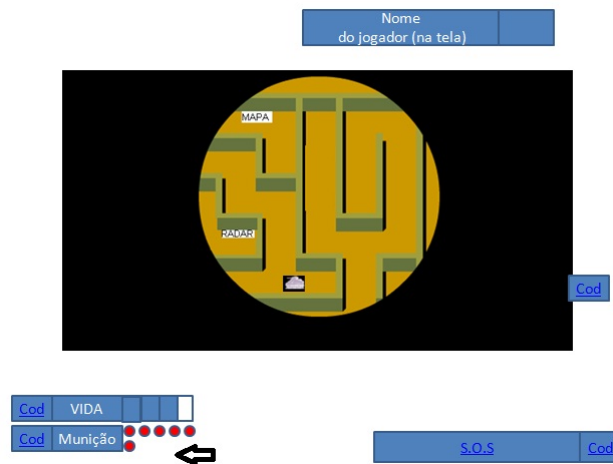 Nome
do jogador (na tela)
MAPA
RADAR
Cod
Cod VIDA
Cod Munição
S.O.S Cod